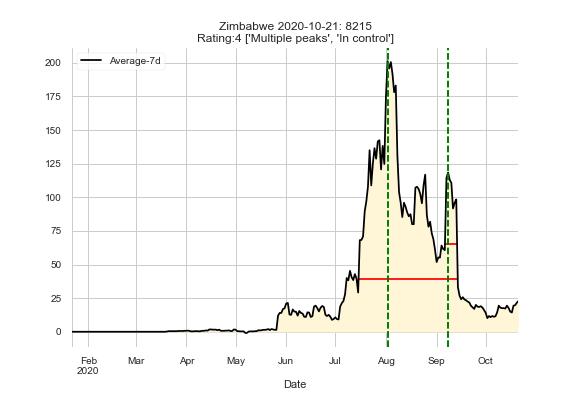 Zimbabwe 2020-10-21: 8215
Rating:4 ['Multiple peaks', 'In control']
Average-7d
200
175
150
125
100
75
50
25
0
Feb Mar Apr May Jun Jul Aug Sep Oct
2020
Date